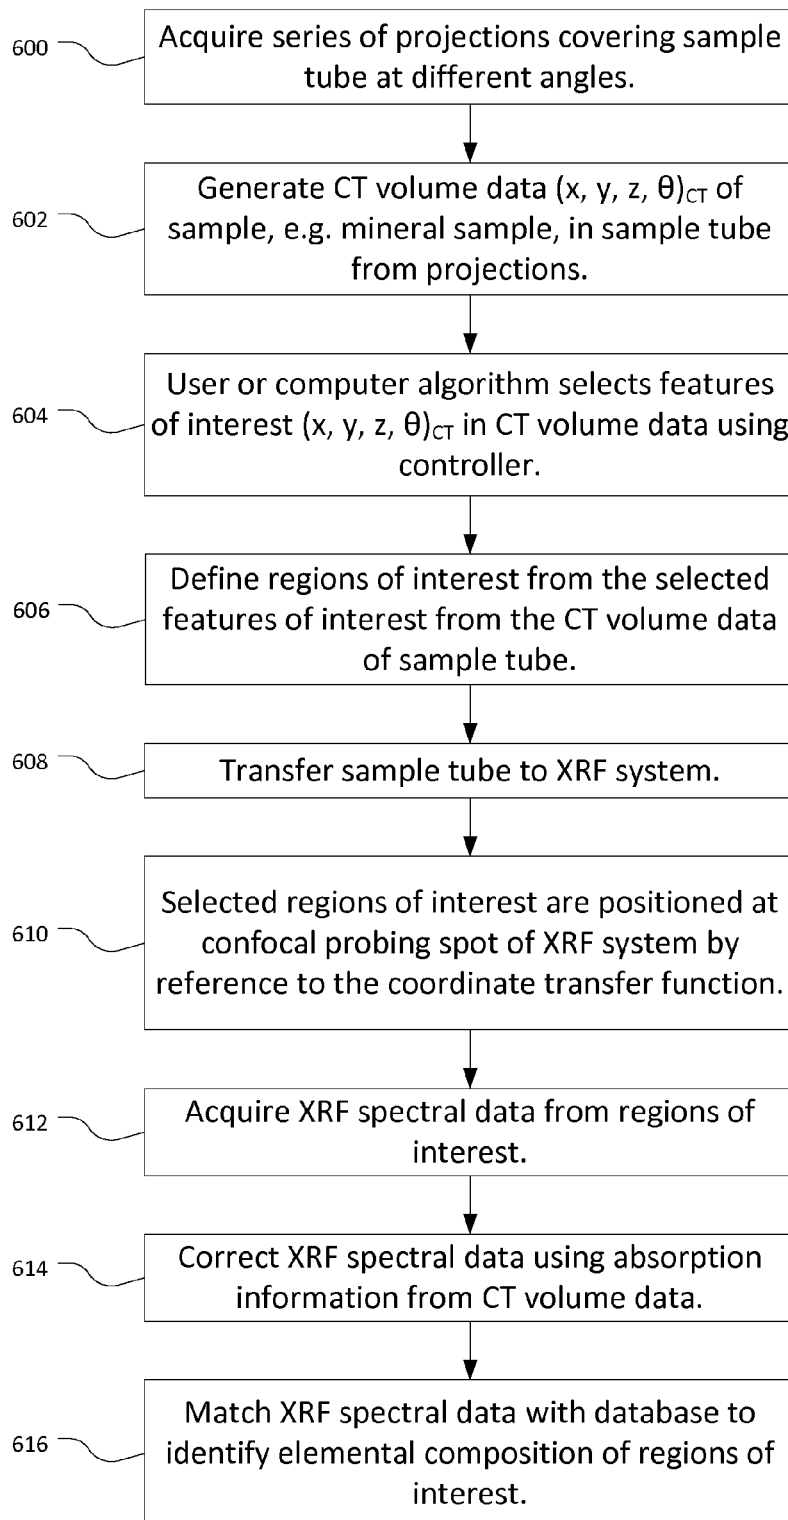 600
Acquire series of projections covering sample
tube at different angles.
602
Generate CT volume data (x, y, z, θ)CT of
sample, e.g. mineral sample, in sample tube
from projections.
604
User or computer algorithm selects features
of interest (x, y, z, θ)CT in CT volume data using
controller.
606
Define regions of interest from the selected
features of interest from the CT volume data
of sample tube.
608
Transfer sample tube to XRF system.
610
Selected regions of interest are positioned at
confocal probing spot of XRF system by
reference to the coordinate transfer function.
612
Acquire XRF spectral data from regions of
interest.
614
Correct XRF spectral data using absorption
information from CT volume data.
616
Match XRF spectral data with database to
identify elemental composition of regions of
interest.